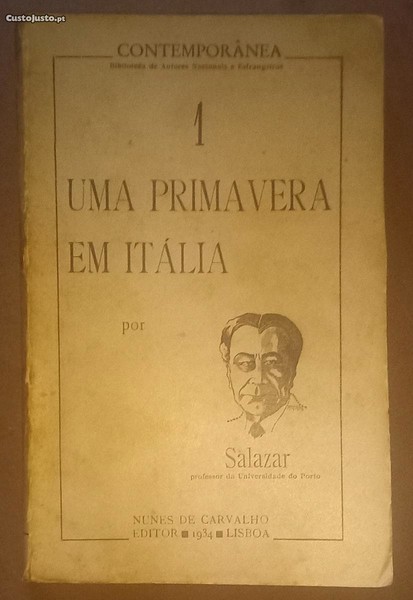 CustoJusto.pt
CONTEMPORÂNEA
Biblioteca de Autores Nacionais e Estrangeiros
1
UMA PRIMAVERA
EM ITÁLIA
por
Salazar
professor da Universidade do Porto
NUNES DE CARVALHO
EDITOR ■ 1934 ■ LISBOA